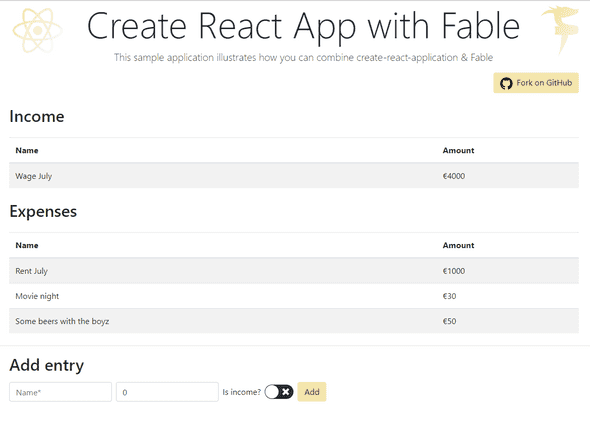 Create React App with Fable
This sample application illustrates how you can combine create-react-application & Fable
Fork on GitHub
Income
Name Amount
Wage July €4000
Expenses
Name Amount
Rent July €1000
Movie night €30
Some beers with the boyz €50
Add entry
Name* 0 Is income? Add